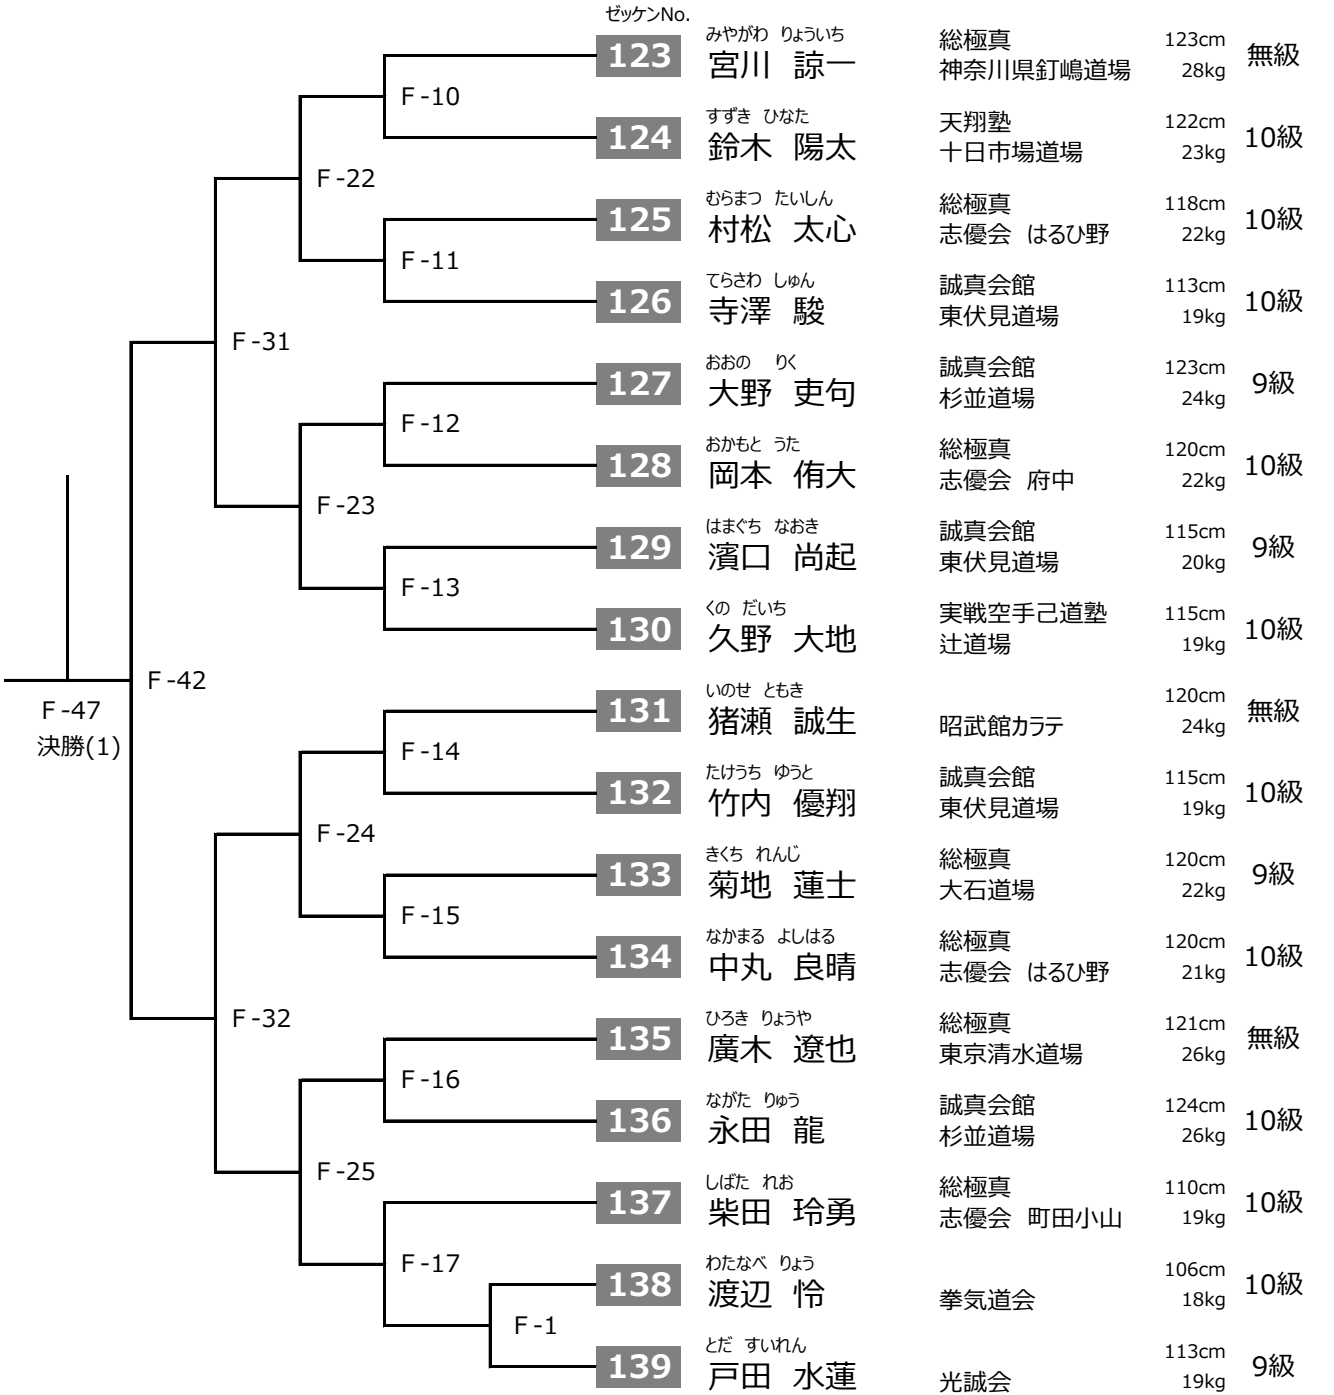 ゼッケンNo.
123 みやがわ りょういち 宮川 諒一 総極真 神奈川県釘嶋道場 123cm 28kg 無級
F-10
124 すずき ひなた 鈴木 陽太 天翔塾 十日市場道場 122cm 23kg 10級
F-22
125 むらまつ たいしん 村松 太心 総極真 志優会 はるひ野 118cm 22kg 10級
F-11
126 てらさわ しゅん 寺澤 駿 誠真会館 東伏見道場 113cm 19kg 10級
F-31
127 おおの りく 大野 吏句 誠真会館 杉並道場 123cm 24kg 9級
F-12
128 おかもと うた 岡本 侑大 総極真 志優会 府中 120cm 22kg 10級
F-23
129 はまぐち なおき 濱口 尚起 誠真会館 東伏見道場 115cm 20kg 9級
F-13
130 くの だいち 久野 大地 実戦空手己道塾 辻道場 115cm 19kg 10級
F-42
F-47
決勝(1)
131 いのせ ともき 猪瀬 誠生 昭武館カラテ 120cm 24kg 無級
F-14
132 たけうち ゆうと 竹内 優翔 誠真会館 東伏見道場 115cm 19kg 10級
F-24
133 きくち れんじ 菊地 蓮士 総極真 大石道場 120cm 22kg 9級
F-15
134 なかまる よしはる 中丸 良晴 総極真 志優会 はるひ野 120cm 21kg 10級
F-32
135 ひろき りょうや 廣木 遼也 総極真 東京清水道場 121cm 26kg 無級
F-16
136 ながた りゅう 永田 龍 誠真会館 杉並道場 124cm 26kg 10級
F-25
137 しばた れお 柴田 玲勇 総極真 志優会 町田小山 110cm 19kg 10級
F-17
138 わたなべ りょう 渡辺 怜 拳気道会 106cm 18kg 10級
F-1
139 とだ すいれん 戸田 水蓮 光誠会 113cm 19kg 9級